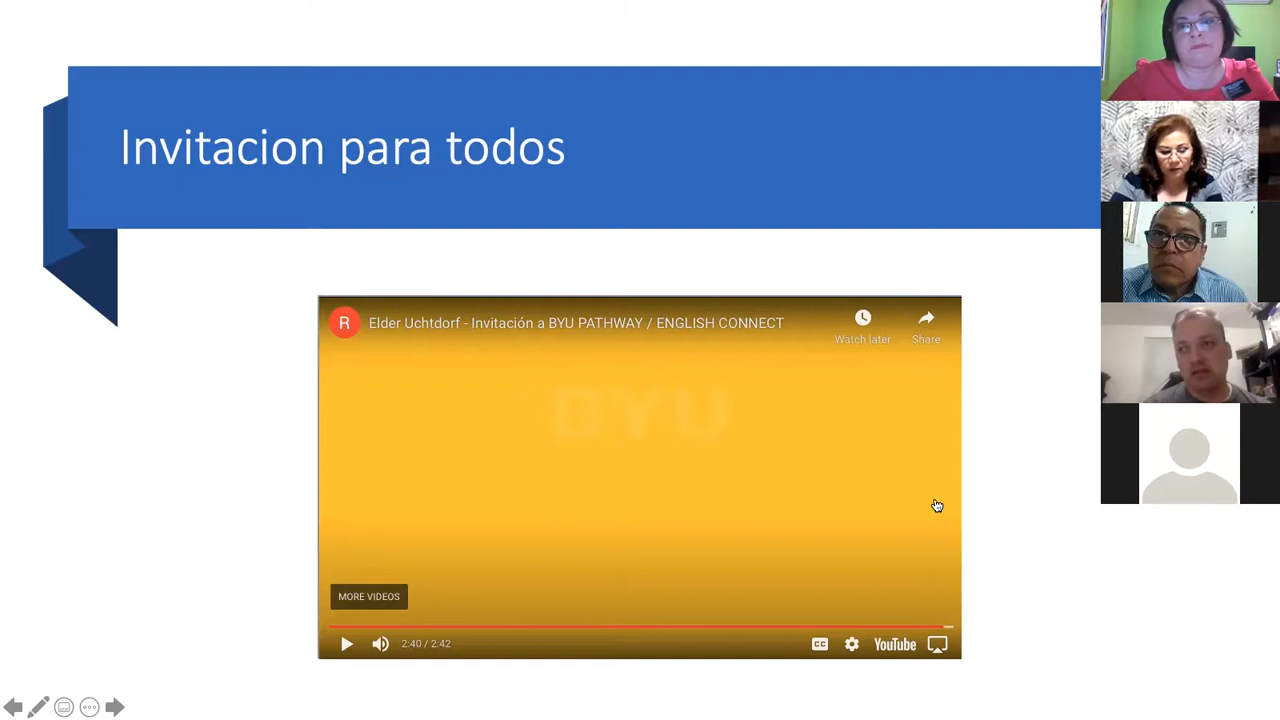 Invitacion para todos
R
Elder Uchtdorf - Invitación a BYU PATHWAY / ENGLISH CONNECT
Watch later
Share
BYU
MORE VIDEOS
2:40 / 2:42
CC
YouTube